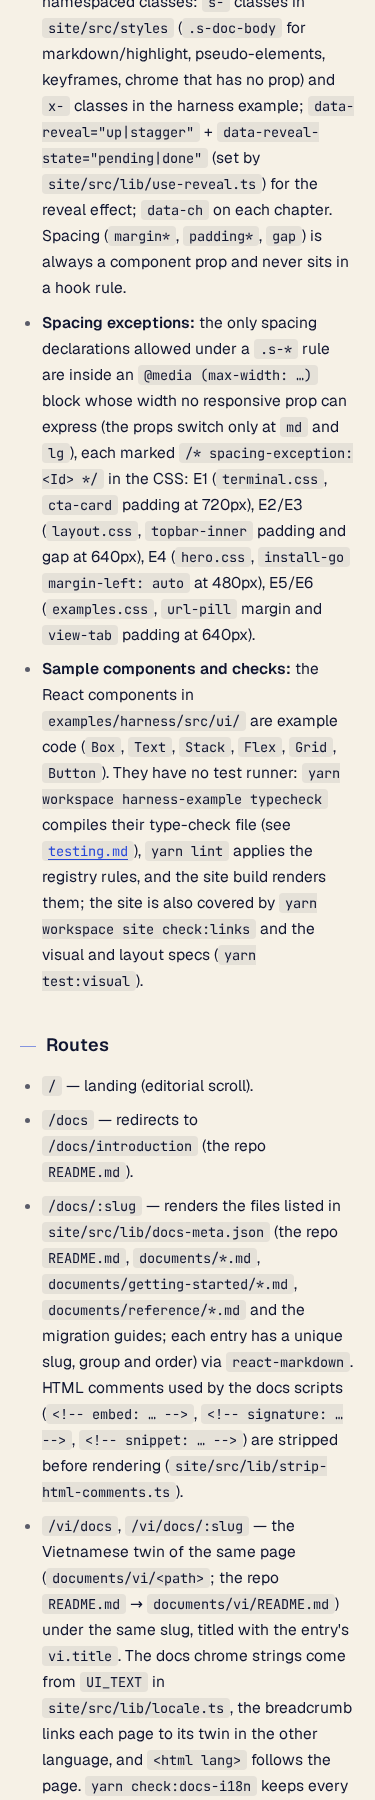 namespaced classes: s- classes in
site/src/styles ( .s-doc-body for
markdown/highlight, pseudo-elements,
keyframes, chrome that has no prop) and
x- classes in the harness example; data-
reveal="up|stagger" + data-reveal-
state="pending|done" (set by
site/src/lib/use-reveal.ts ) for the
reveal effect; data-ch on each chapter.
Spacing ( margin* , padding* , gap ) is
always a component prop and never sits in
a hook rule.
Spacing exceptions: the only spacing
declarations allowed under a .s-* rule
are inside an @media (max-width: …)
block whose width no responsive prop can
express (the props switch only at md and
lg ), each marked /* spacing-exception:
<Id> */ in the CSS: E1 ( terminal.css ,
cta-card padding at 720px), E2/E3
( layout.css , topbar-inner padding and
gap at 640px), E4 ( hero.css , install-go
margin-left: auto at 480px), E5/E6
( examples.css , url-pill margin and
view-tab padding at 640px).
Sample components and checks: the
React components in
examples/harness/src/ui/ are example
code ( Box , Text , Stack , Flex , Grid ,
Button ). They have no test runner: yarn
workspace harness-example typecheck
compiles their type-check file (see
testing.md ), yarn lint applies the
registry rules, and the site build renders
them; the site is also covered by yarn
workspace site check:links and the
visual and layout specs ( yarn
test:visual ).
— Routes
/ — landing (editorial scroll).
/docs — redirects to
/docs/introduction (the repo
README.md ).
/docs/:slug — renders the files listed in
site/src/lib/docs-meta.json (the repo
README.md , documents/*.md ,
documents/getting-started/*.md ,
documents/reference/*.md and the
migration guides; each entry has a unique
slug, group and order) via react-markdown .
HTML comments used by the docs scripts
( <!-- embed: … --> , <!-- signature: …
--> , <!-- snippet: … --> ) are stripped
before rendering ( site/src/lib/strip-
html-comments.ts ).
/vi/docs , /vi/docs/:slug — the
Vietnamese twin of the same page
( documents/vi/<path> ; the repo
README.md → documents/vi/README.md )
under the same slug, titled with the entry's
vi.title . The docs chrome strings come
from UI_TEXT in
site/src/lib/locale.ts , the breadcrumb
links each page to its twin in the other
language, and <html lang> follows the
page. yarn check:docs-i18n keeps every